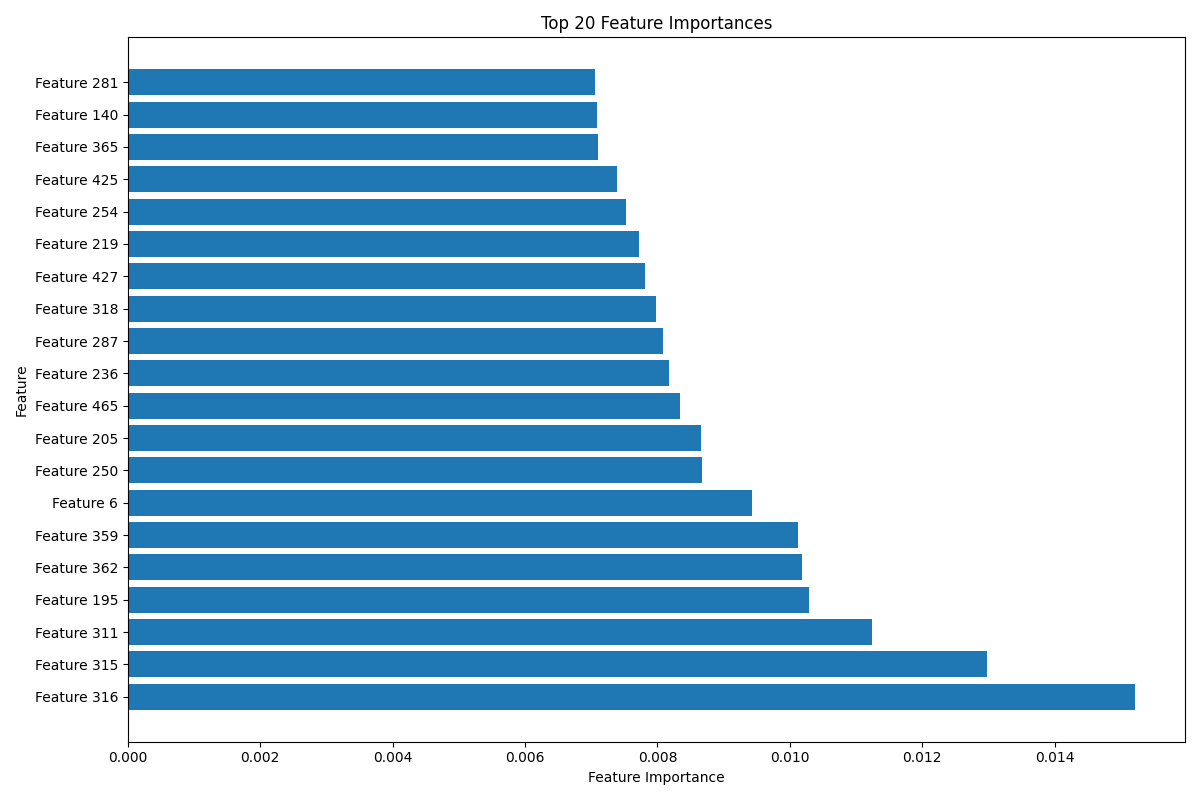 Top 20 Feature Importances
Feature
Feature 281
Feature 140
Feature 365
Feature 425
Feature 254
Feature 219
Feature 427
Feature 318
Feature 287
Feature 236
Feature 465
Feature 205
Feature 250
Feature 6
Feature 359
Feature 362
Feature 195
Feature 311
Feature 315
Feature 316
0.000 0.002 0.004 0.006 0.008 0.010 0.012 0.014
Feature Importance